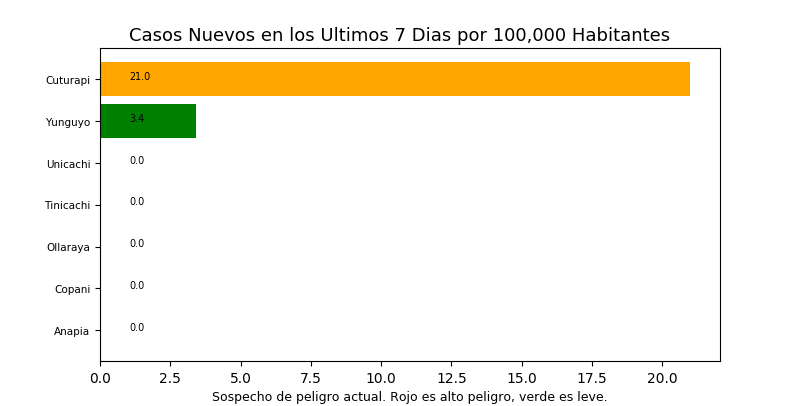 Casos Nuevos en los Ultimos 7 Dias por 100,000 Habitantes
Cuturapi 21.0
Yunguyo 3.4
Unicachi 0.0
Tinicachi 0.0
Ollaraya 0.0
Copani 0.0
Anapia 0.0
0.0 2.5 5.0 7.5 10.0 12.5 15.0 17.5 20.0
Sospecho de peligro actual. Rojo es alto peligro, verde es leve.